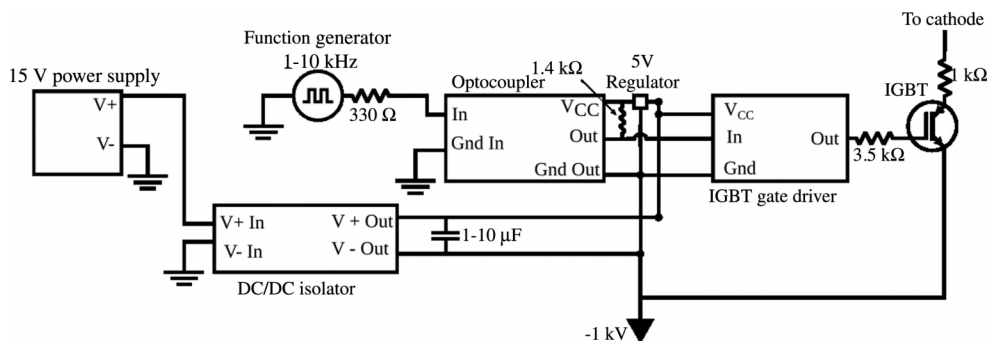 To cathode
Function generator
1-10 kHz
5V
Regulator
15 V power supply
Optocoupler
1.4 kΩ
IGBT
1 kΩ
V+
V-
330 Ω
In
Gnd In
VCC
Out
Gnd Out
VCC
In
Gnd
Out
3.5 kΩ
IGBT gate driver
V+ In
V- In
V + Out
V - Out
1-10 μF
DC/DC isolator
-1 kV